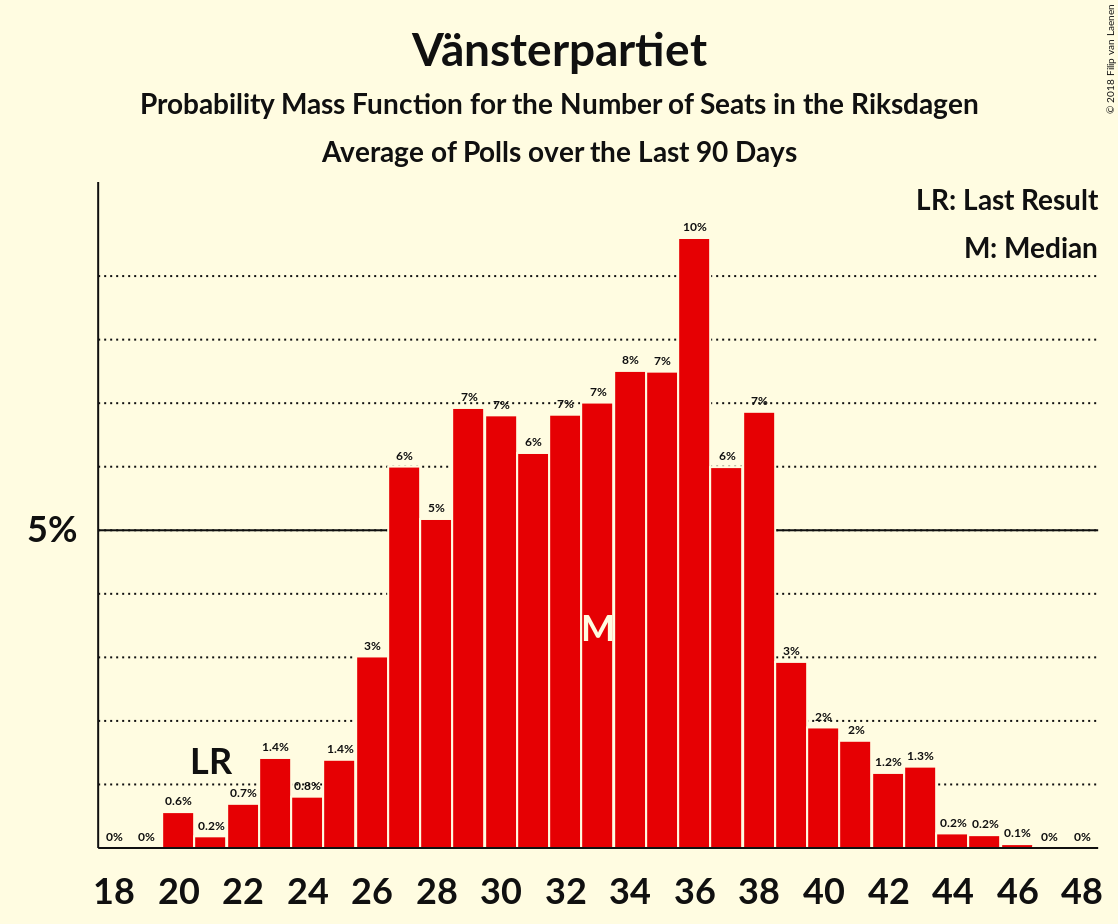 Vänsterpartiet
Probability Mass Function for the Number of Seats in the Riksdagen
Average of Polls over the Last 90 Days
© 2018 Filip van Laenen
LR: Last Result
M: Median
5%
0% 0% 0.6% 0.2% 0.7% 1.4% 0.8% 1.4% 3% 6% 5% 7% 7% 6% 7% 7% 8% 7% 10% 6% 7% 3% 2% 2% 1.2% 1.3% 0.2% 0.2% 0.1% 0% 0%
LR
M
18 20 22 24 26 28 30 32 34 36 38 40 42 44 46 48